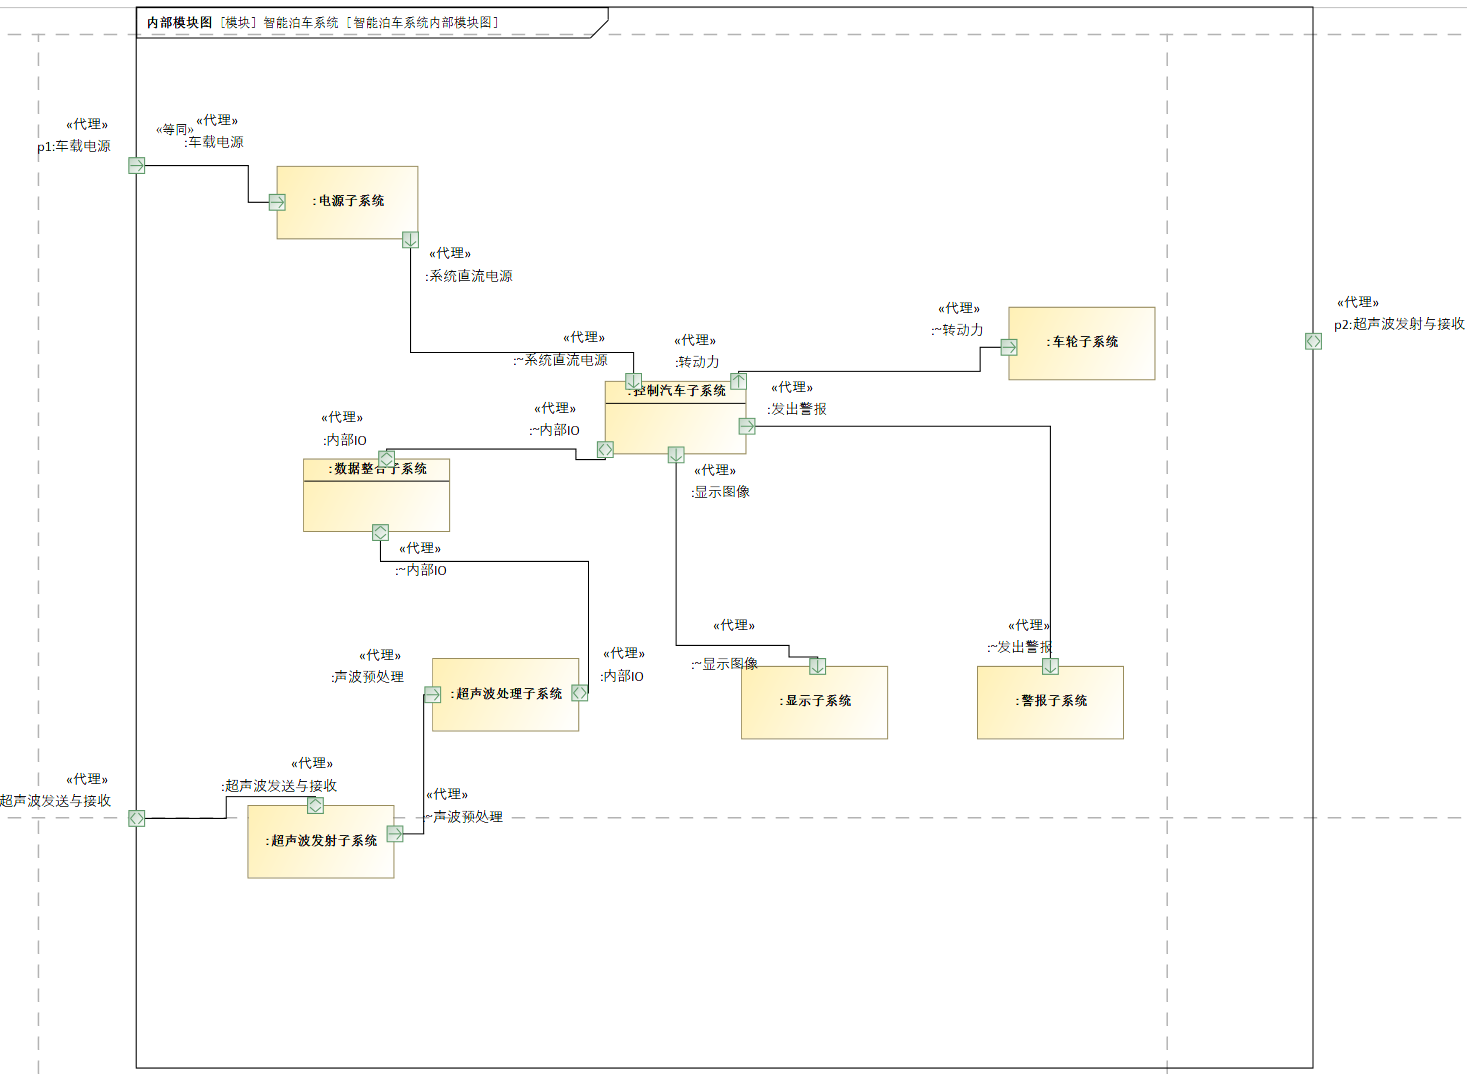 内部模块图 [模块] 智能泊车系统 [智能泊车系统内部模块图]
«代理»
p1:车载电源
«等同»
«代理»
:车载电源
:电源子系统
«代理»
:系统直流电源
«代理»
:~系统直流电源
«代理»
:转动力
«代理»
:~转动力
:车轮子系统
«代理»
p2:超声波发射与接收
:控制汽车子系统
«代理»
:发出警报
«代理»
:~内部IO
«代理»
:内部IO
:数据整合子系统
«代理»
:显示图像
«代理»
:~内部IO
«代理»
:声波预处理
:超声波处理子系统
«代理»
:内部IO
«代理»
:~显示图像
:显示子系统
«代理»
:~发出警报
:警报子系统
«代理»
超声波发送与接收
«代理»
:超声波发送与接收
:超声波发射子系统
«代理»
:~声波预处理